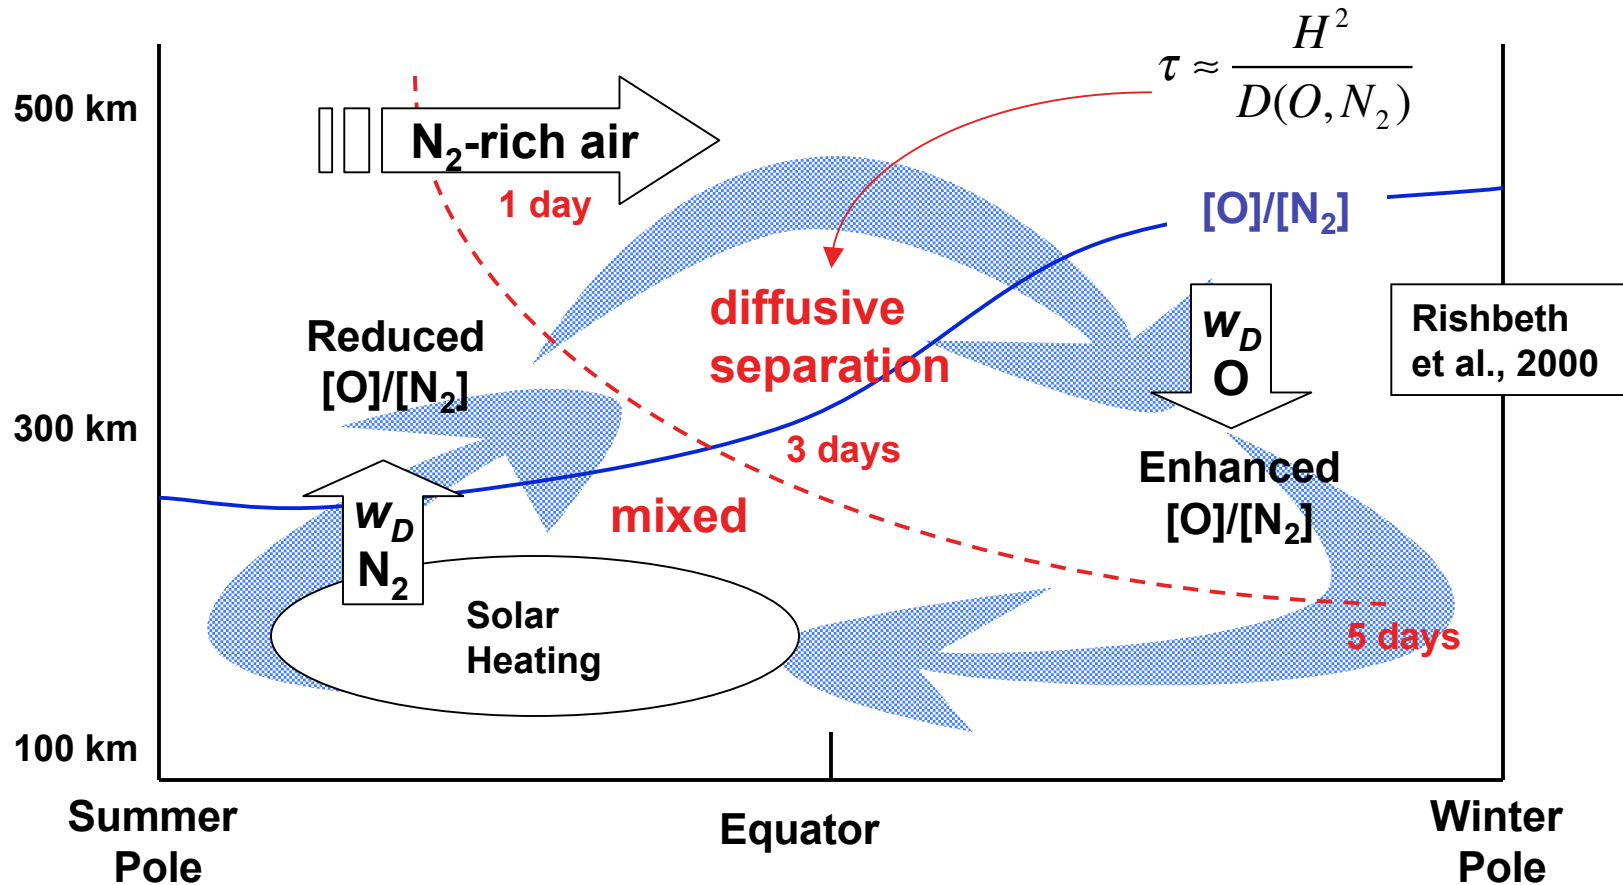 τ ≈ H² / D(O, N₂)
500 km
N₂-rich air
1 day
[O]/[N₂]
diffusive
separation
Reduced
[O]/[N₂]
w_D
O
Rishbeth
et al., 2000
300 km
3 days
Enhanced
[O]/[N₂]
mixed
w_D
N₂
Solar
Heating
5 days
100 km
Summer
Pole
Equator
Winter
Pole